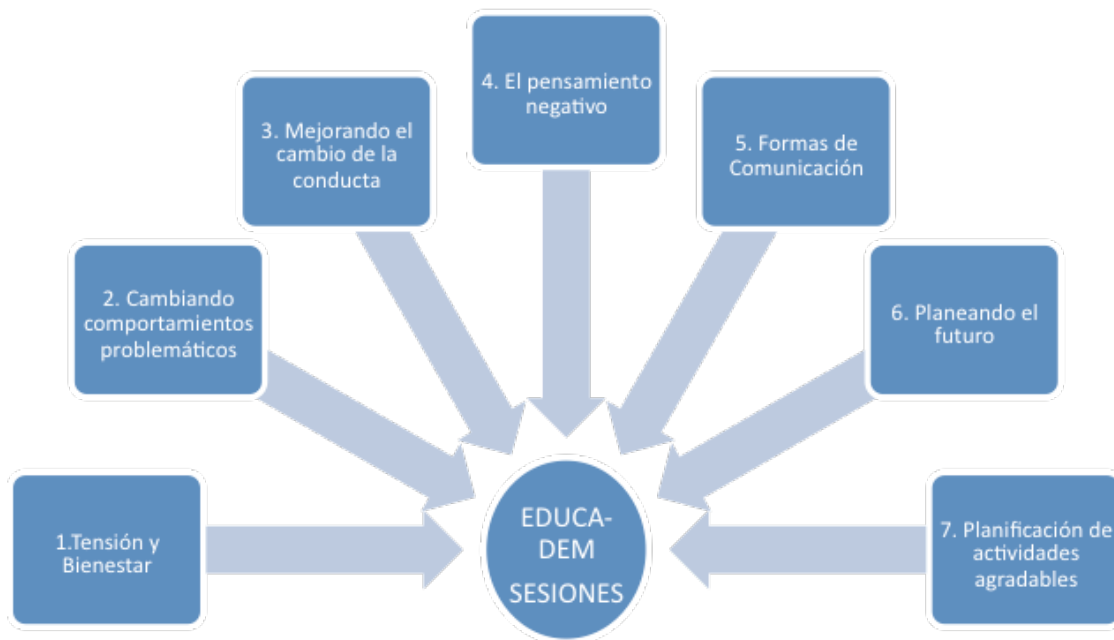 1.Tensión y
Bienestar
2. Cambiando
comportamientos
problemáticos
3. Mejorando el
cambio de la
conducta
4. El pensamiento
negativo
5. Formas de
Comunicación
6. Planeando el
futuro
7. Planificación de
actividades
agradables
EDUCA-
DEM
SESIONES